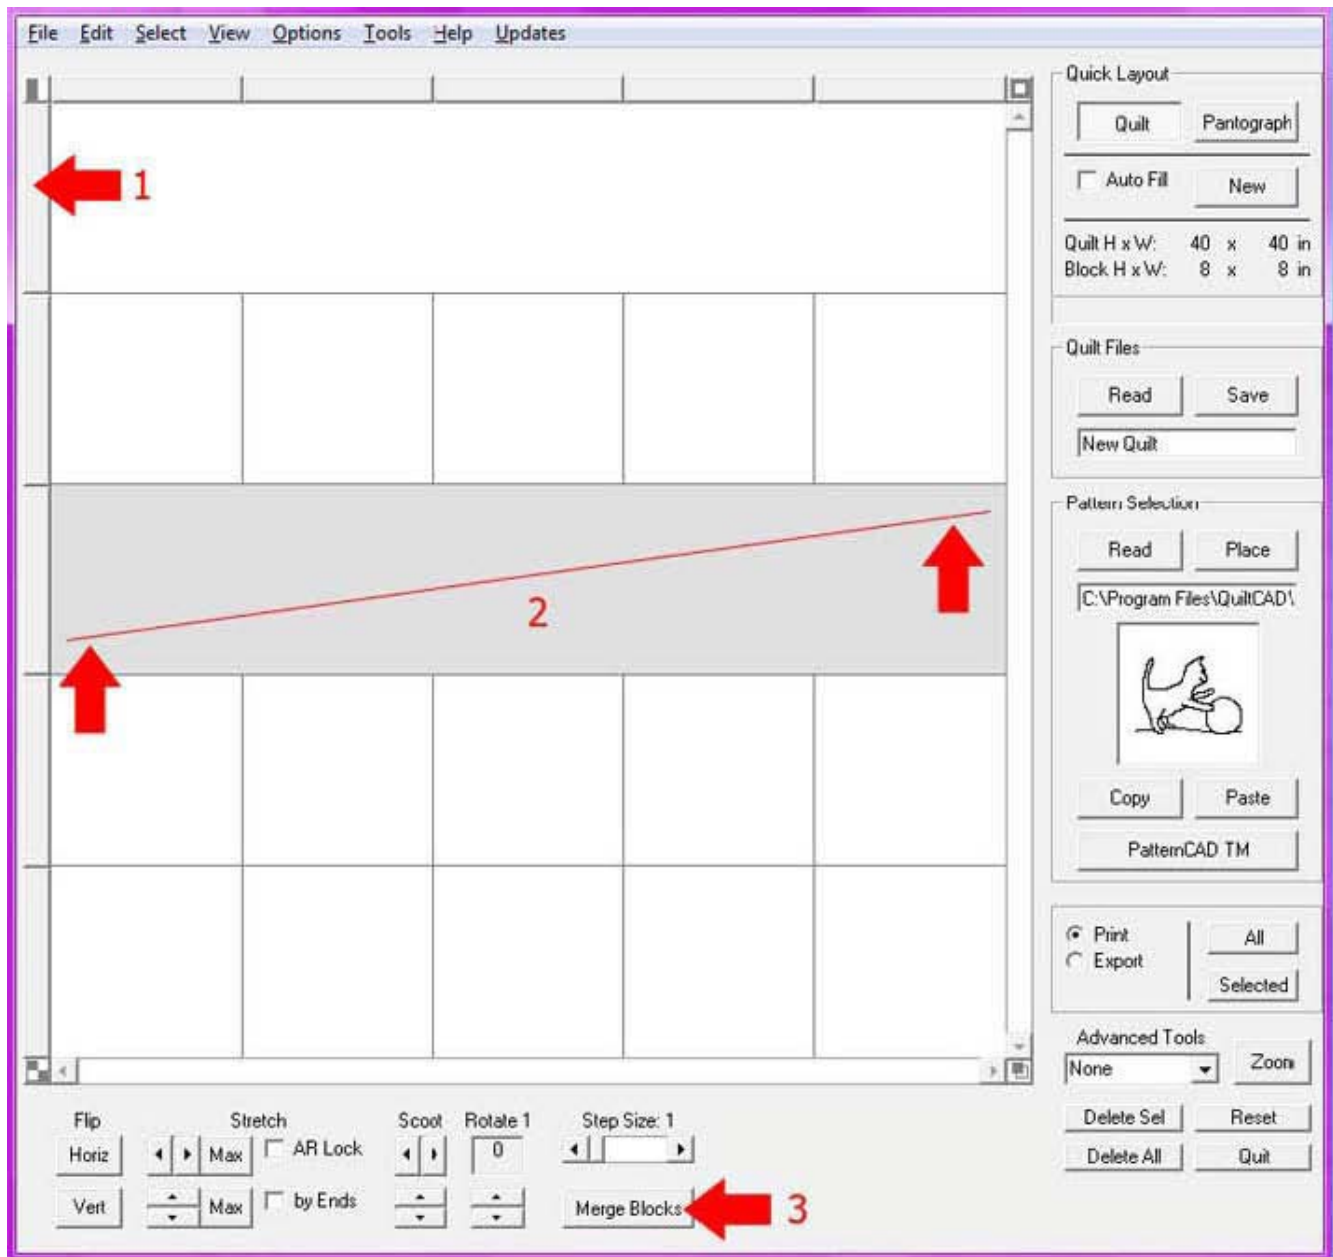 File Edit Select View Options Tools Help Updates
Quick Layout
Quilt Pantograph
1
Auto Fill New
Quilt H x W: 40 x 40 in
Block H x W: 8 x 8 in
Quilt Files
Read Save
New Quilt
Pattern Selection
Read Place
C:\Program Files\QuiltCAD\
2
Copy Paste
PatternCAD TM
Print All
Export
Selected
Advanced Tools
None Zoom
Flip Stretch Scoot Rotate 1 Step Size: 1
Delete Sel Reset
Horiz Max AR Lock 0
Delete All Quit
Vert Max by Ends Merge Blocks 3